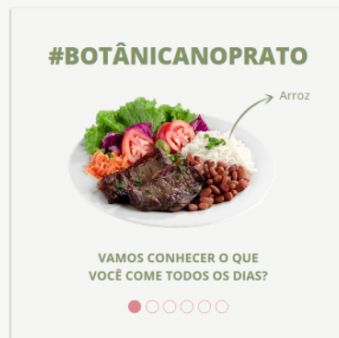 #BOTÂNICANOPRATO
Arroz
VAMOS CONHECER O QUE
VOCÊ COME TODOS OS DIAS?